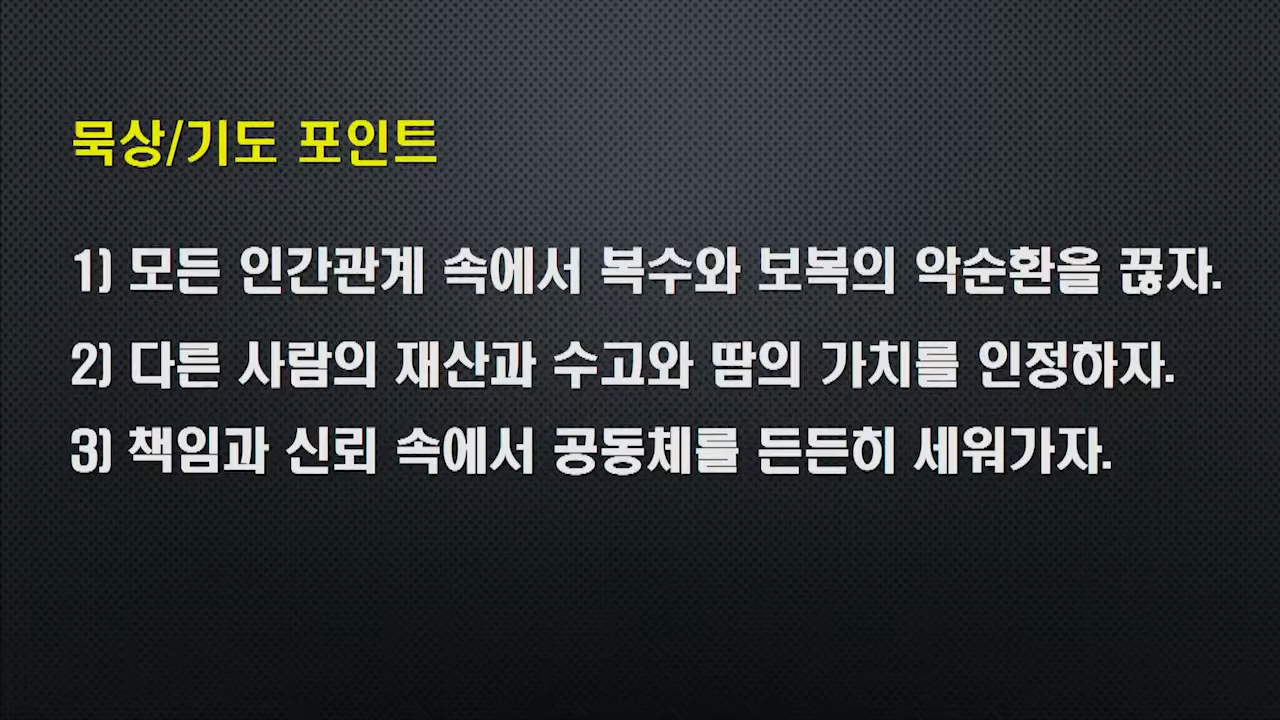 묵상/기도 포인트
1) 모든 인간관계 속에서 복수와 보복의 악순환을 끊자.
2) 다른 사람의 재산과 수고와 땀의 가치를 인정하자.
3) 책임과 신뢰 속에서 공동체를 든든히 세워가자.